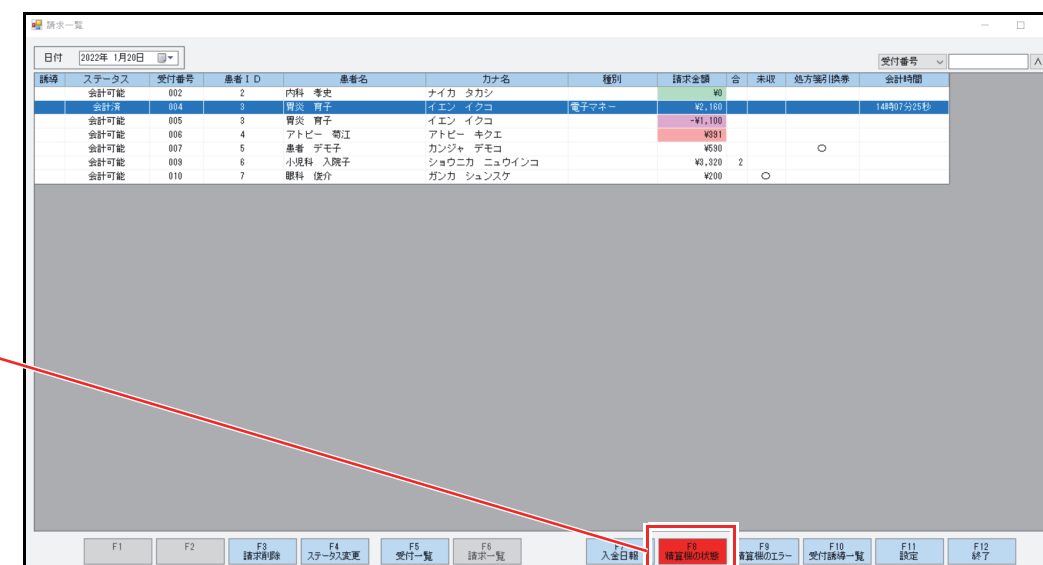 請求一覧
日付 2022年 1月20日
受付番号
誘導 ステータス 受付番号 患者ＩＤ 患者名 カナ名 種別 請求金額 合 未収 処方箋引換券 会計時間
会計可能 002 2 内科 孝史 ナイカ タカシ ¥0
会計済 004 3 胃炎 育子 イエン イクコ 電子マネー ¥2,160 14時07分25秒
会計可能 005 3 胃炎 育子 イエン イクコ -¥1,100
会計可能 006 4 アトピー 菊江 アトピー キクエ ¥391
会計可能 007 5 患者 デモ子 カンジャ デモコ ¥590 ○
会計可能 009 6 小児科 入院子 ショウニカ ニュウインコ ¥3,320 2
会計可能 010 7 眼科 俊介 ガンカ シュンスケ ¥200 ○
F1 F2 F3 F4 F5 F6 F7 F8 F9 F10 F11 F12
請求削除 ステータス変更 受付一覧 請求一覧 入金日報 精算機の状態 精算機のエラー 受付誘導一覧 設定 終了